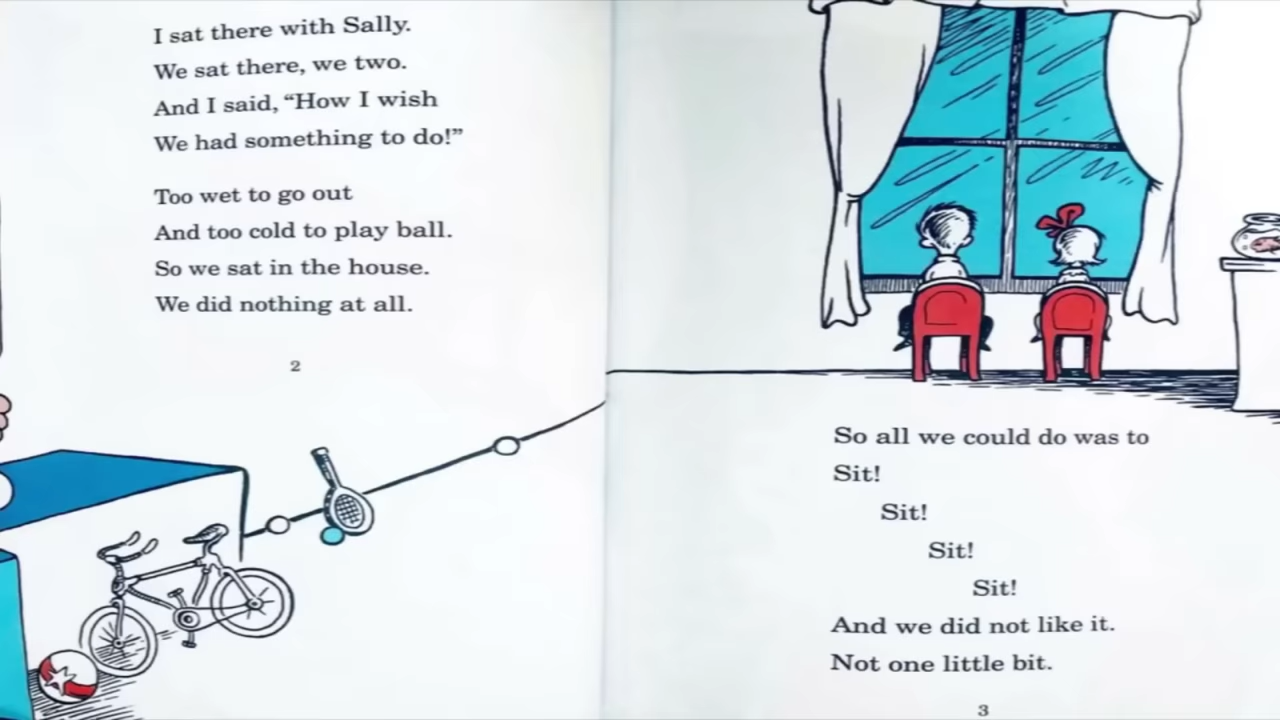 I sat there with Sally.
We sat there, we two.
And I said, “How I wish
We had something to do!”
Too wet to go out
And too cold to play ball.
So we sat in the house.
We did nothing at all.
2
So all we could do was to
Sit!
Sit!
Sit!
Sit!
And we did not like it.
Not one little bit.
3